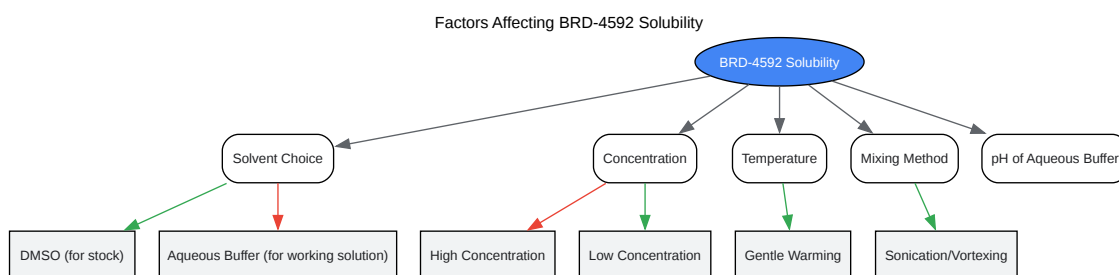 Factors Affecting BRD-4592 Solubility
BRD-4592 Solubility
Solvent Choice
Concentration
Temperature
Mixing Method
pH of Aqueous Buffer
DMSO (for stock)
Aqueous Buffer (for working solution)
High Concentration
Low Concentration
Gentle Warming
Sonication/Vortexing